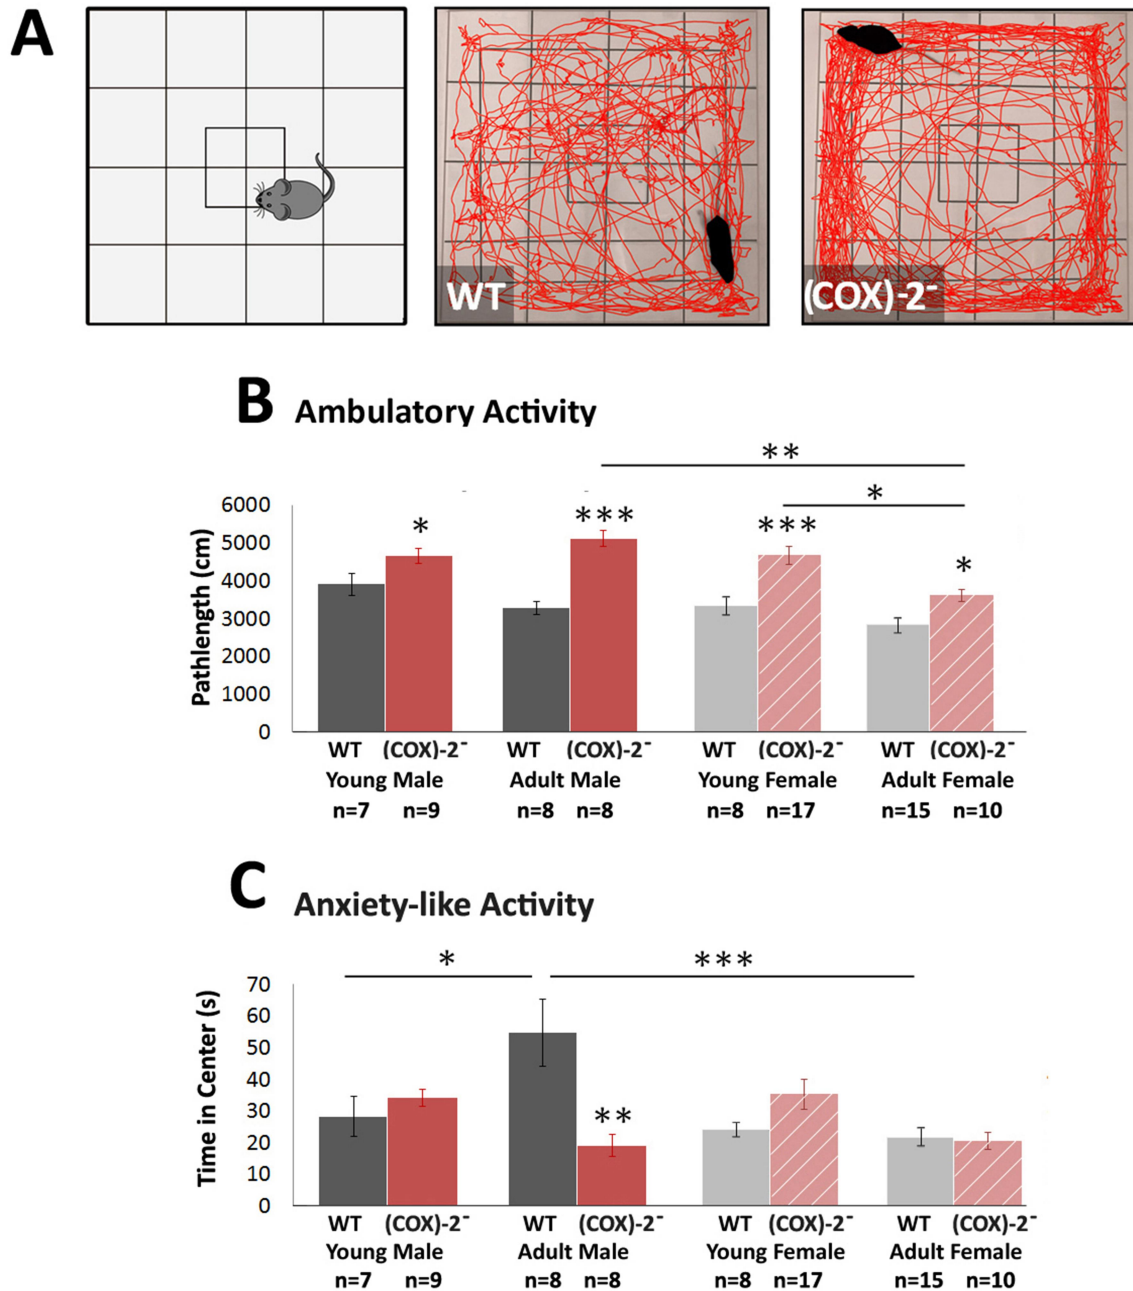 A
WT
(COX)-2⁻
B Ambulatory Activity
**
*
* *** *** *
Pathlength (cm)
6000
5000
4000
3000
2000
1000
0
WT (COX)-2⁻ WT (COX)-2⁻ WT (COX)-2⁻ WT (COX)-2⁻
Young Male Adult Male Young Female Adult Female
n=7 n=9 n=8 n=8 n=8 n=17 n=15 n=10
C Anxiety-like Activity
* ***
**
Time in Center (s)
70
60
50
40
30
20
10
0
WT (COX)-2⁻ WT (COX)-2⁻ WT (COX)-2⁻ WT (COX)-2⁻
Young Male Adult Male Young Female Adult Female
n=7 n=9 n=8 n=8 n=8 n=17 n=15 n=10